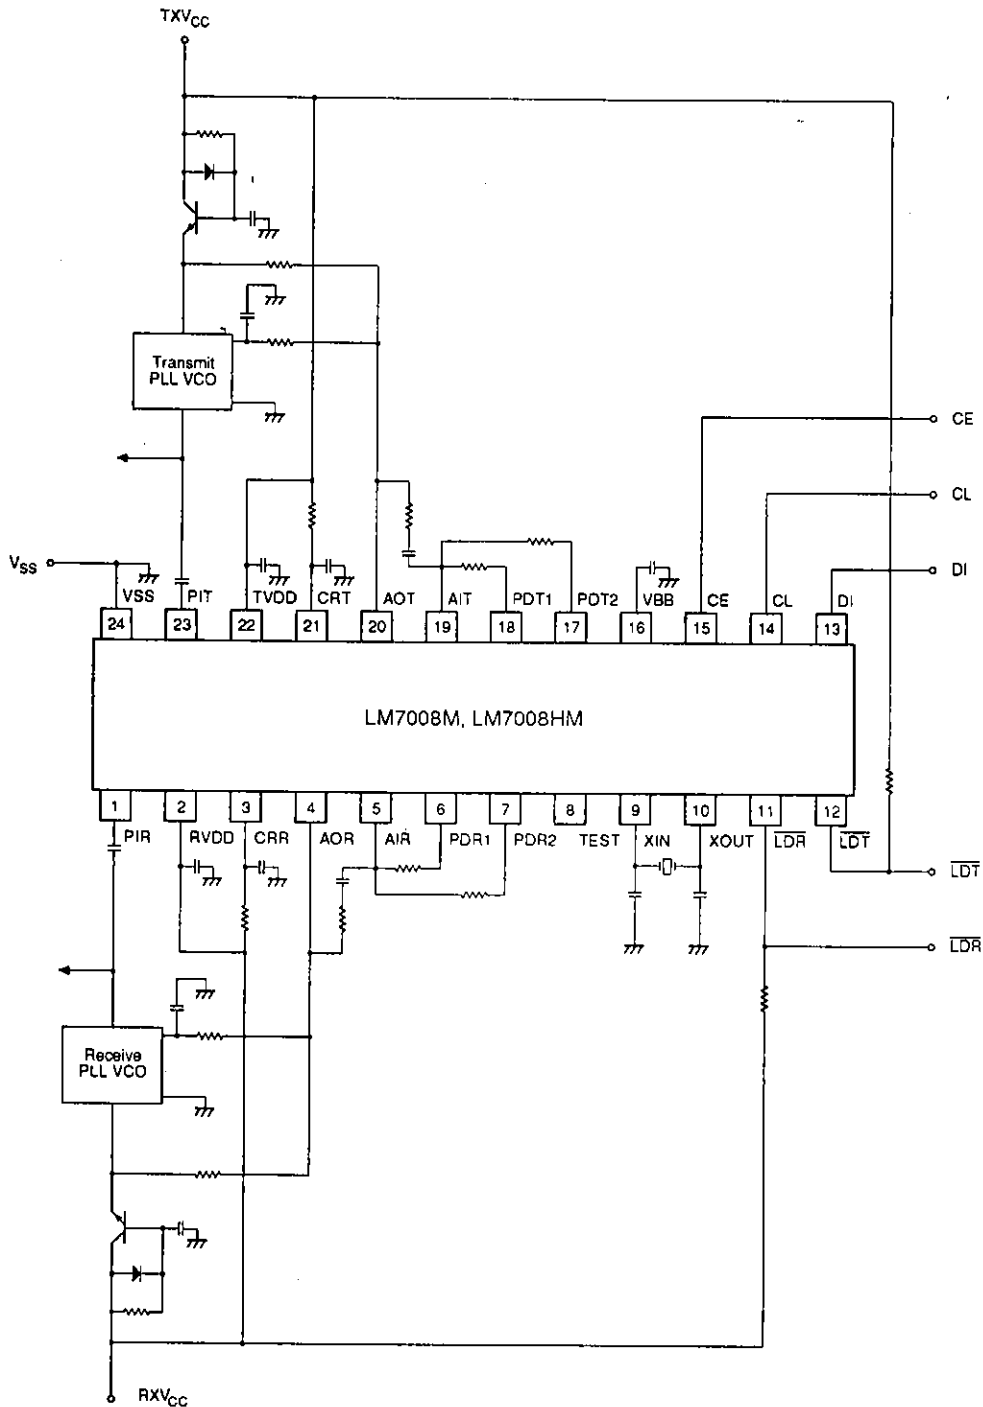 TXVCC
Transmit
PLL VCO
CE
CL
DI
VSS
VSS PIT TVDD CRT AOT AIT PDT1 PDT2 VBB CE CL DI
24 23 22 21 20 19 18 17 16 15 14 13
LM7008M, LM7008HM
1 2 3 4 5 6 7 8 9 10 11 12
PIR RVDD CRR AOR AIR PDR1 PDR2 TEST XIN XOUT LDR LDT
LDT
LDR
Receive
PLL VCO
RXVCC